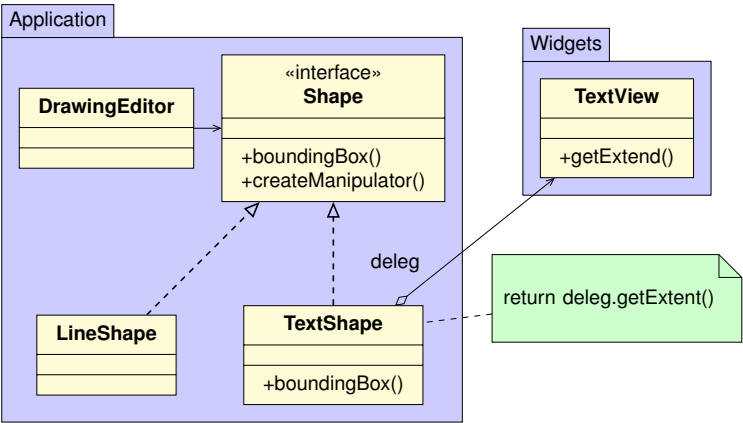 Application
DrawingEditor
«interface»
Shape
+boundingBox()
+createManipulator()
Widgets
TextView
+getExtend()
deleg
LineShape
TextShape
+boundingBox()
return deleg.getExtent()